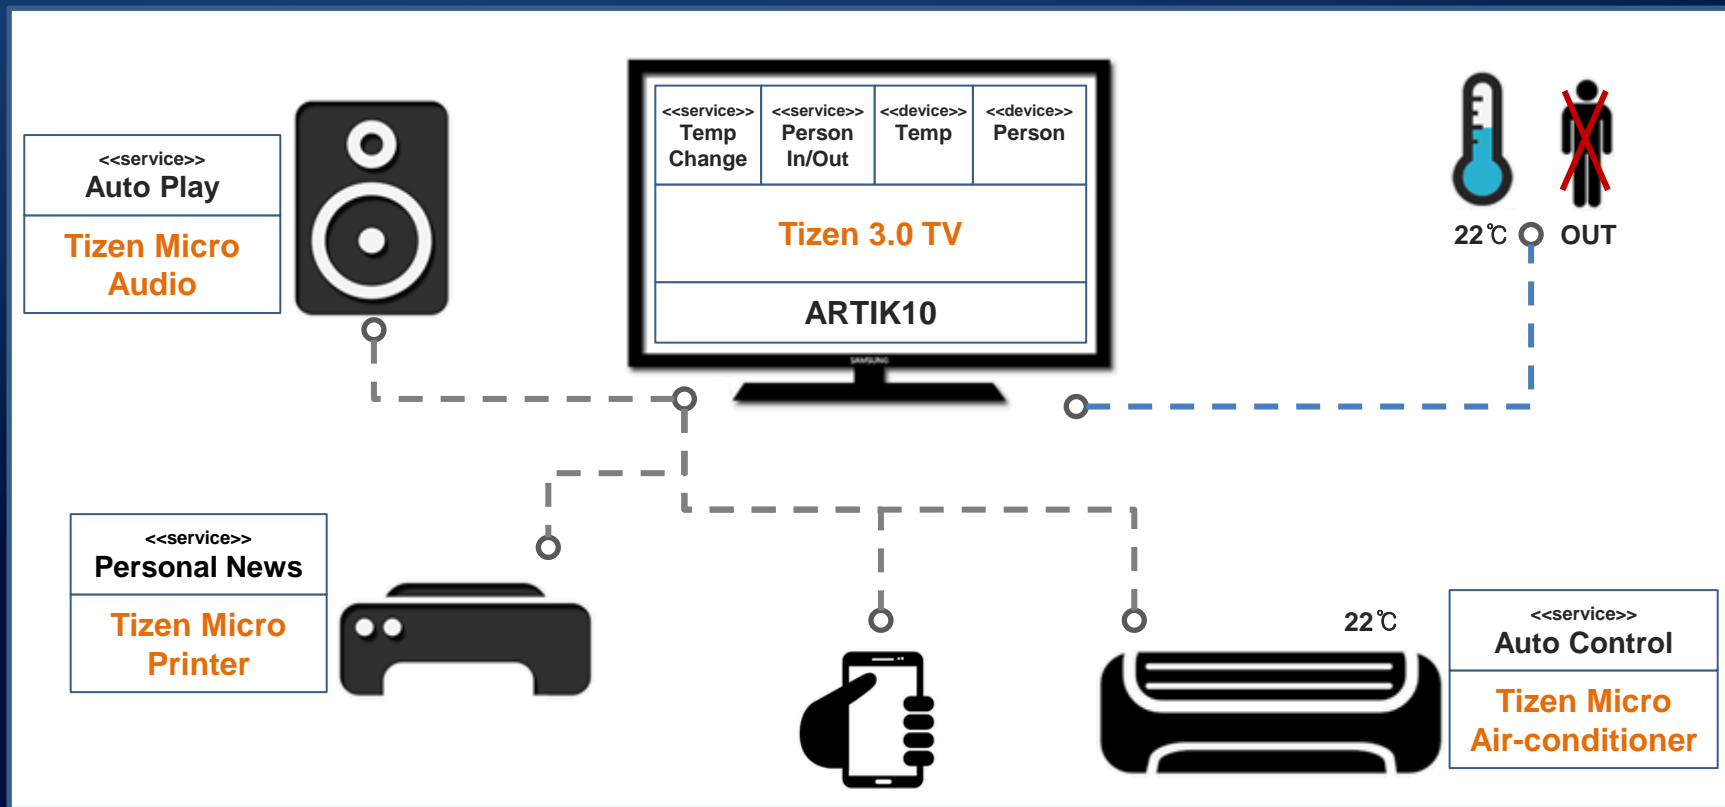 <<service>>
Auto Play
Tizen Micro
Audio
<<service>>
Temp
Change
<<service>>
Person
In/Out
<<device>>
Temp
<<device>>
Person
Tizen 3.0 TV
ARTIK10
SAMSUNG
22℃
OUT
<<service>>
Personal News
Tizen Micro
Printer
22℃
<<service>>
Auto Control
Tizen Micro
Air-conditioner